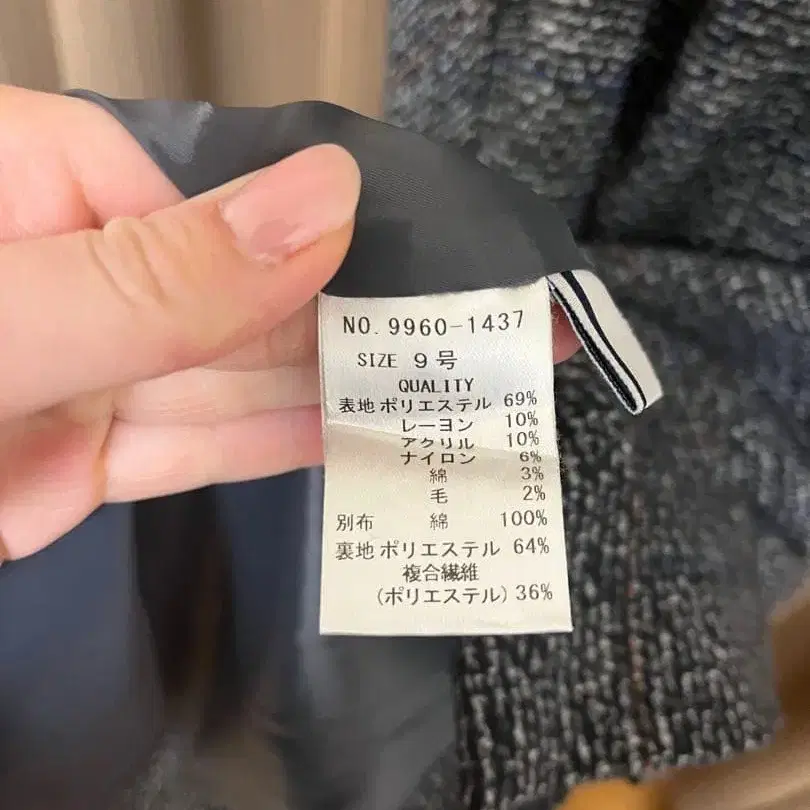 NO. 9960-1437
SIZE 9号
QUALITY
表地 ポリエステル 69%
レーヨン 10%
アクリル 10%
ナイロン 6%
綿 3%
毛 2%
別布 綿 100%
裏地 ポリエステル 64%
複合繊維
(ポリエステル) 36%